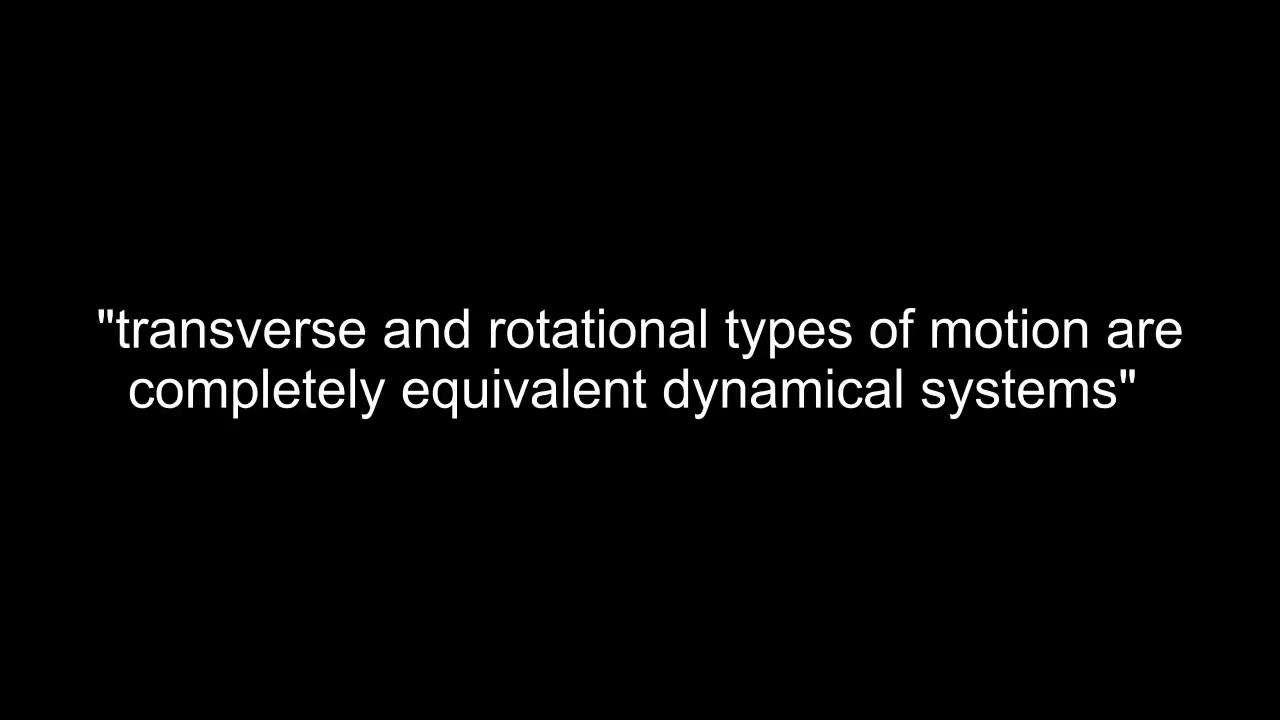 "transverse and rotational types of motion are
completely equivalent dynamical systems"